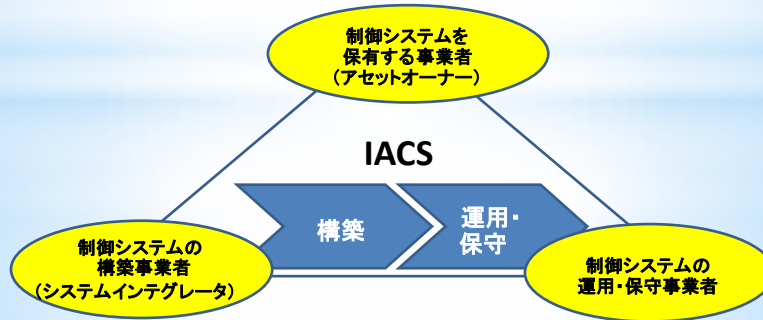 制御システムを
保有する事業者
(アセットオーナー)
IACS
構築
運用・
保守
制御システムの
構築事業者
(システムインテグレータ)
制御システムの
運用・保守事業者